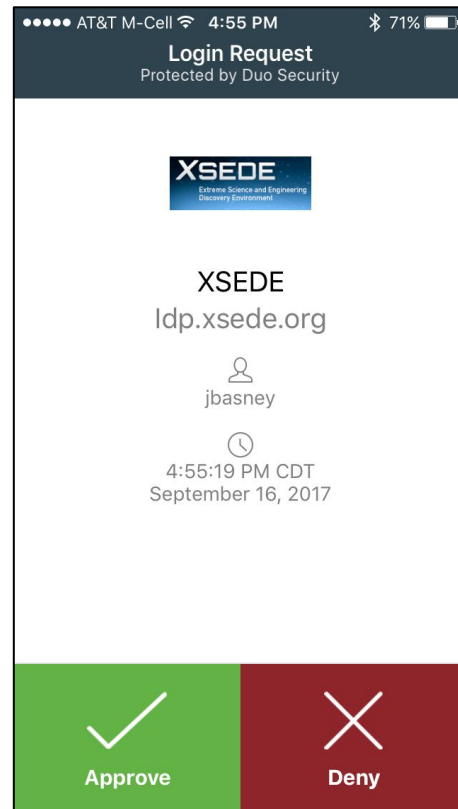 AT&T M-Cell 4:55 PM 71%
Login Request
Protected by Duo Security
XSEDE
Extreme Science and Engineering
Discovery Environment
XSEDE
Idp.xsede.org
jbasney
4:55:19 PM CDT
September 16, 2017
Approve Deny